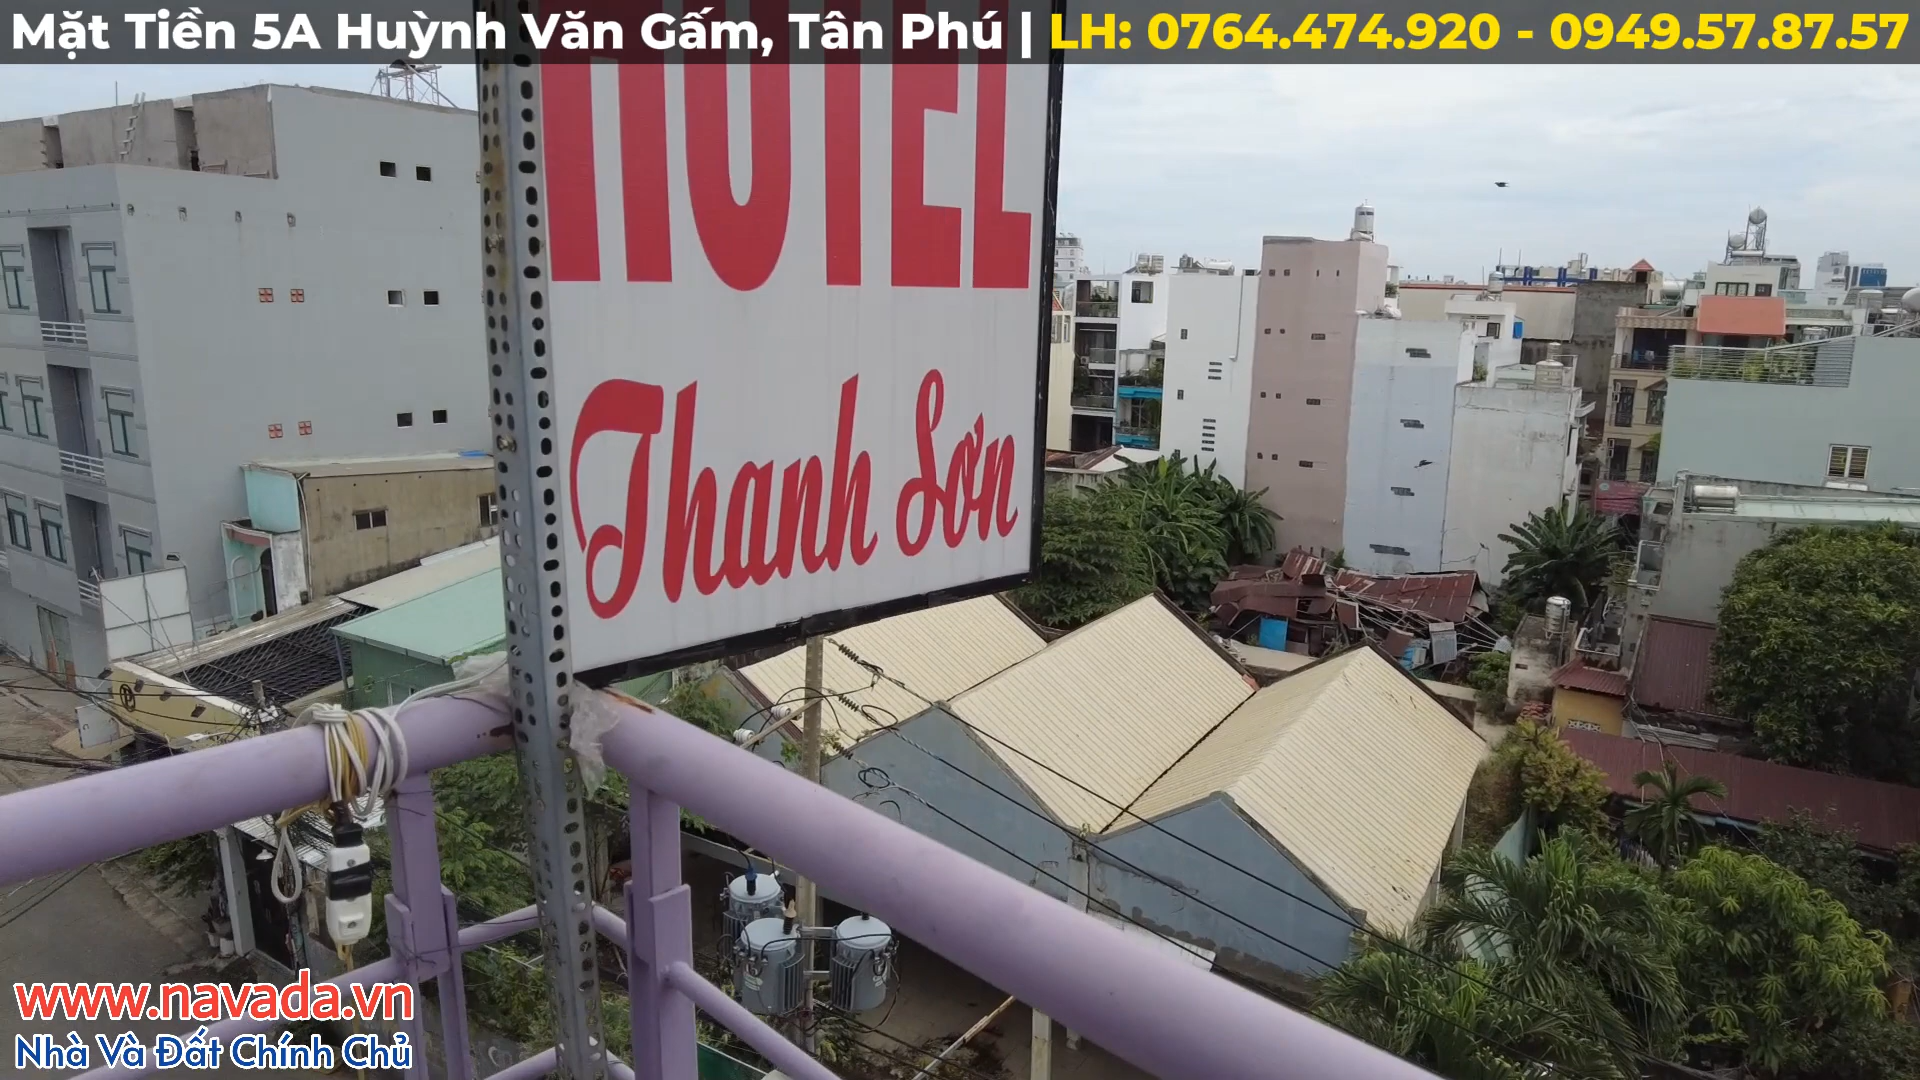 Mặt Tiền 5A Huỳnh Văn Gấm, Tân Phú | LH: 0764.474.920 - 0949.57.87.57
HOTEL
Thanh Sơn
www.navada.vn
Nhà Và Đất Chính Chủ